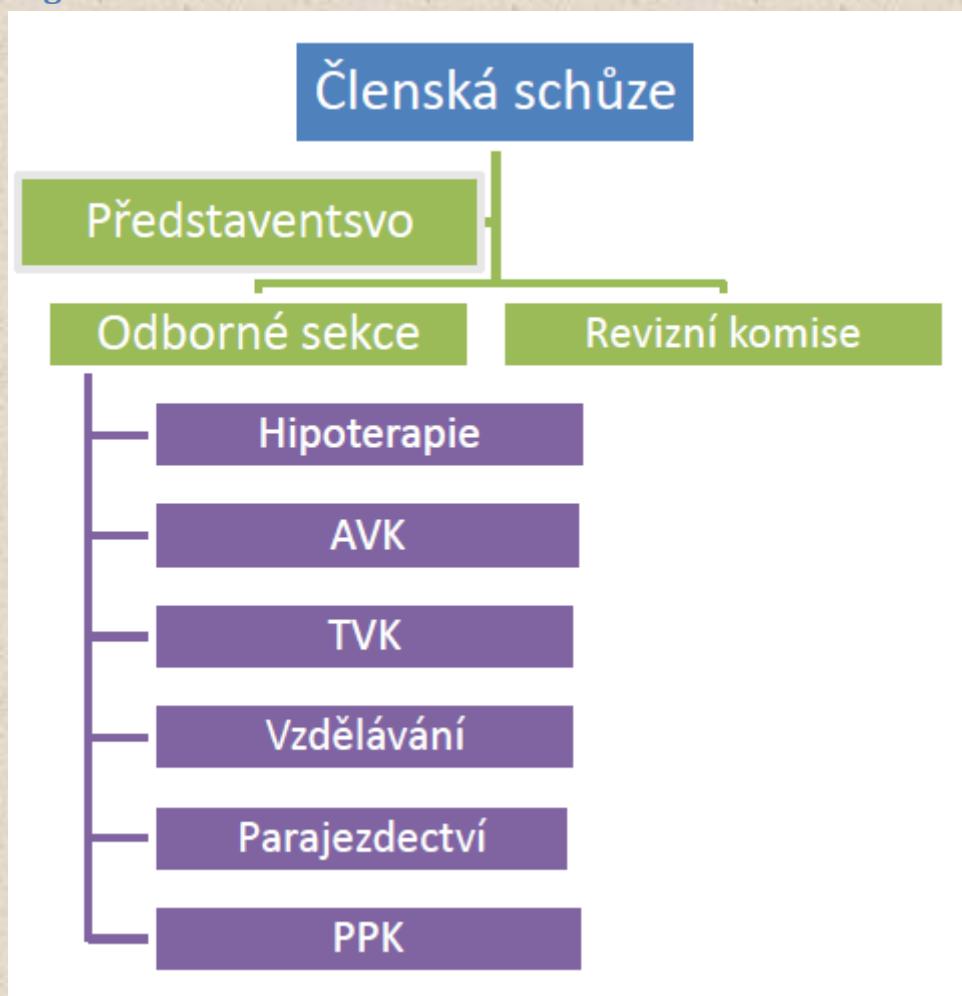 Členská schůze
Představentsvo
Odborné sekce
Revizní komise
Hipoterapie
AVK
TVK
Vzdělávání
Parajezdectví
PPK